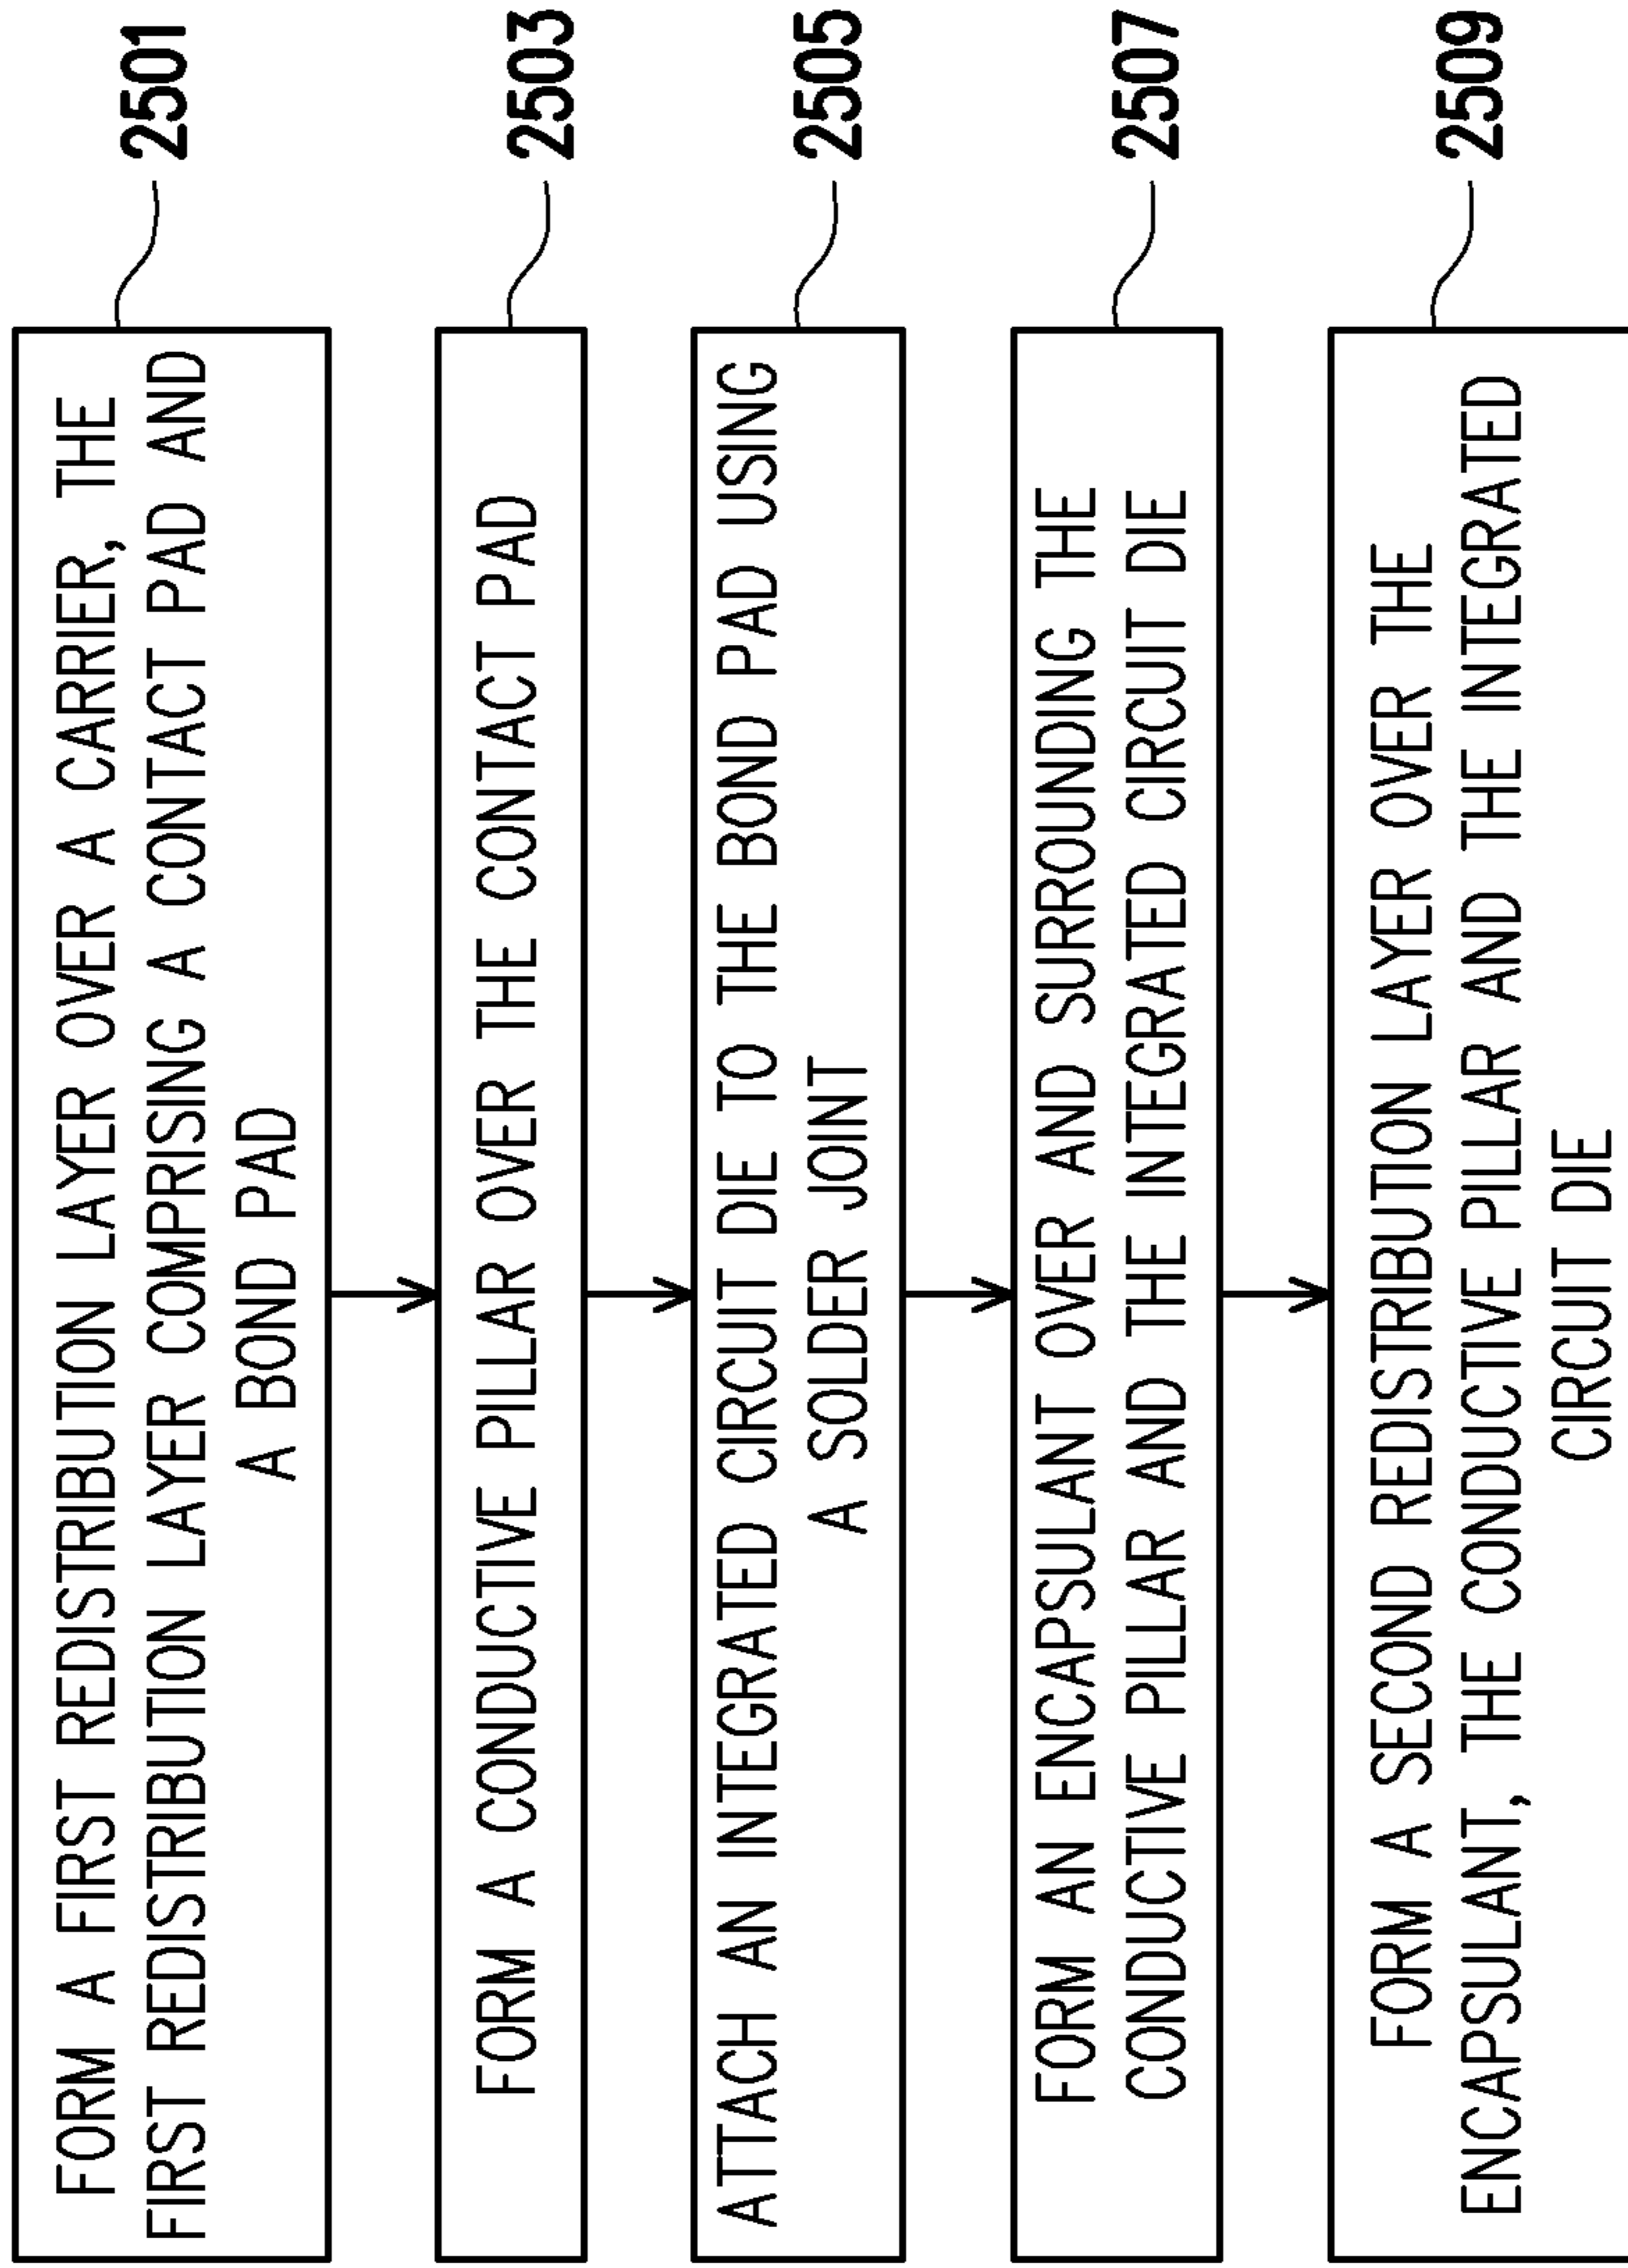 FORM A FIRST REDISTRIBUTION LAYER OVER A CARRIER, THE
FIRST REDISTRIBUTION LAYER COMPRISING A CONTACT PAD AND
A BOND PAD
2501
FORM A CONDUCTIVE PILLAR OVER THE CONTACT PAD
2503
ATTACH AN INTEGRATED CIRCUIT DIE TO THE BOND PAD USING
A SOLDER JOINT
2505
FORM AN ENCAPSULANT OVER AND SURROUNDING THE
CONDUCTIVE PILLAR AND THE INTEGRATED CIRCUIT DIE
2507
FORM A SECOND REDISTRIBUTION LAYER OVER THE
ENCAPSULANT, THE CONDUCTIVE PILLAR AND THE INTEGRATED
CIRCUIT DIE
2509